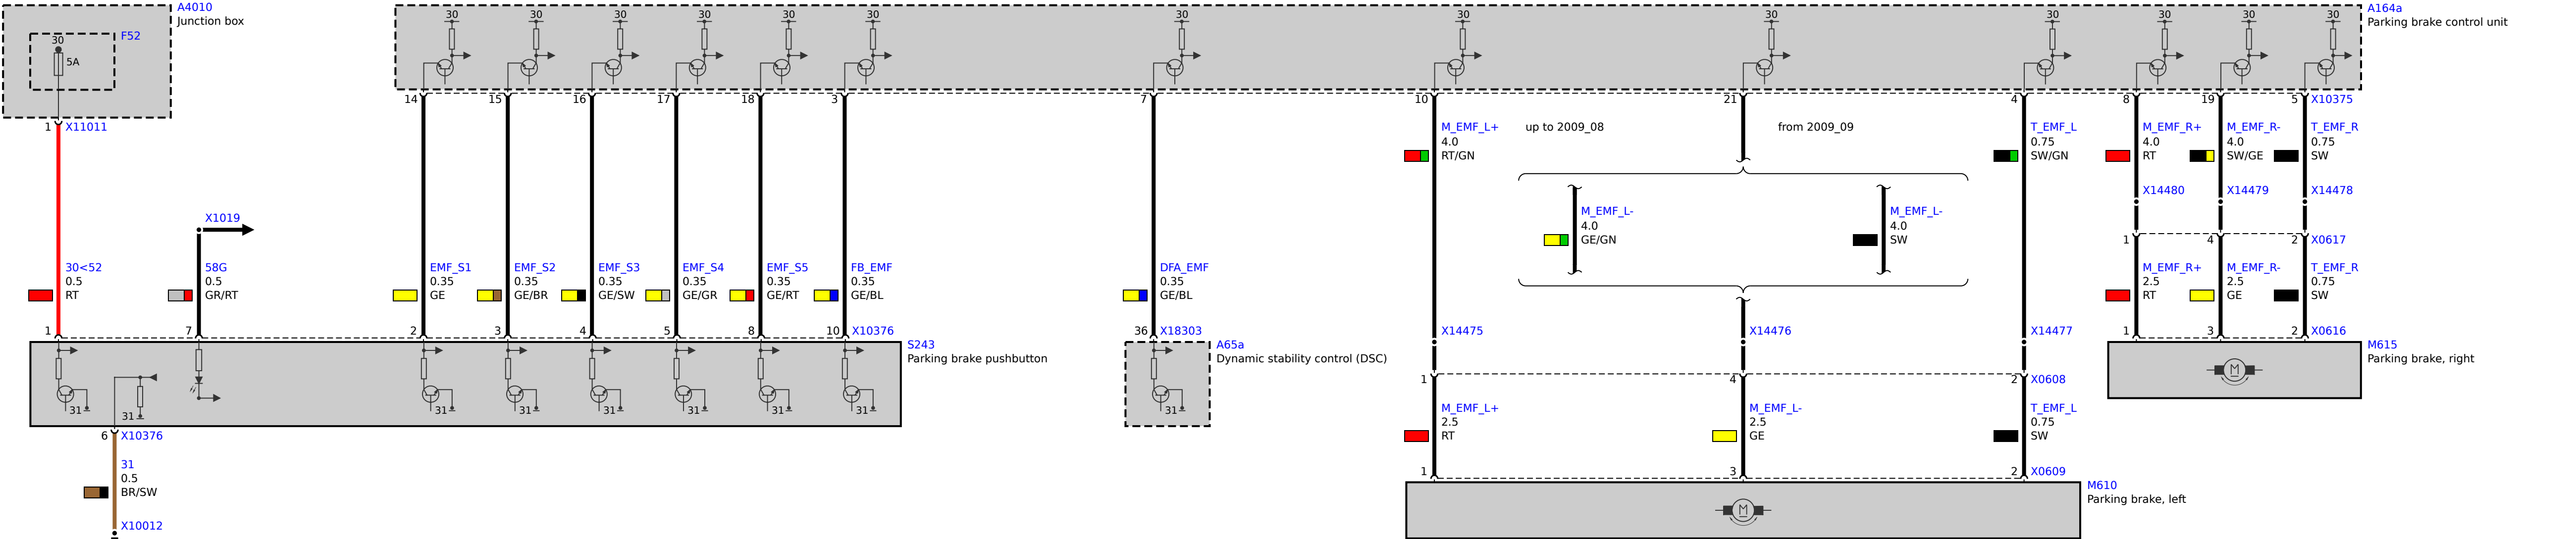 A4010
Junction box
F52
30
5A
1 X11011
30<52
0.5
RT
X1019
58G
0.5
GR/RT
30 30 30 30 30 30 30 30 30 30 30 30 30
A164a
Parking brake control unit
14 15 16 17 18 3 7 10 21 4 8 19 5 X10375
EMF_S1
0.35
GE
EMF_S2
0.35
GE/BR
EMF_S3
0.35
GE/SW
EMF_S4
0.35
GE/GR
EMF_S5
0.35
GE/RT
FB_EMF
0.35
GE/BL
DFA_EMF
0.35
GE/BL
M_EMF_L+
4.0
RT/GN
up to 2009_08
from 2009_09
M_EMF_L-
4.0
GE/GN
M_EMF_L-
4.0
SW
T_EMF_L
0.75
SW/GN
M_EMF_R+
4.0
RT
M_EMF_R-
4.0
SW/GE
T_EMF_R
0.75
SW
X14480 X14479 X14478
1 4 2 X0617
M_EMF_R+
2.5
RT
M_EMF_R-
2.5
GE
T_EMF_R
0.75
SW
1 3 2 X0616
M615
Parking brake, right
M
1 7 2 3 4 5 8 10 X10376
36 X18303
S243
Parking brake pushbutton
31 31 31 31 31 31 31 31
A65a
Dynamic stability control (DSC)
31
6 X10376
31
0.5
BR/SW
X10012
X14475 X14476 X14477
1 4 2 X0608
M_EMF_L+
2.5
RT
M_EMF_L-
2.5
GE
T_EMF_L
0.75
SW
1 3 2 X0609
M610
Parking brake, left
M